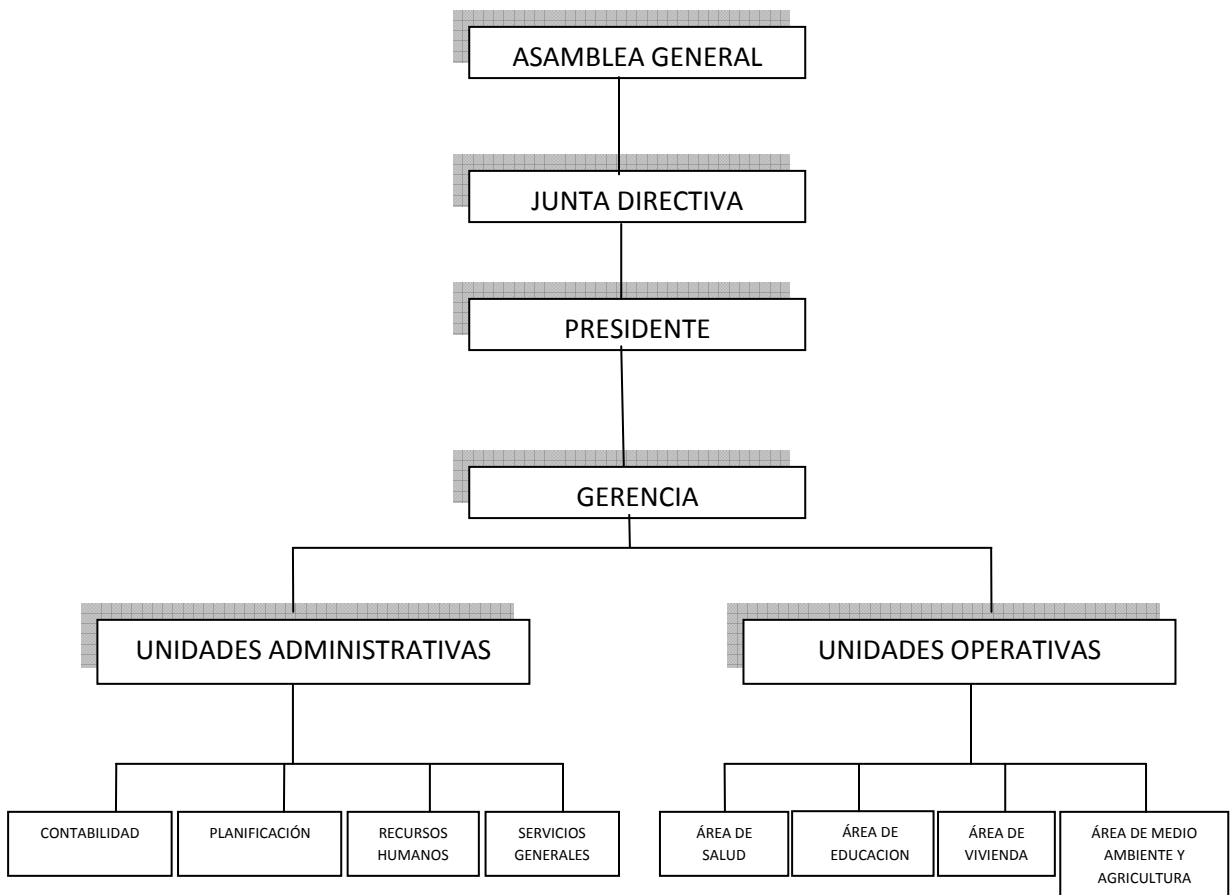 ASAMBLEA GENERAL
JUNTA DIRECTIVA
PRESIDENTE
GERENCIA
UNIDADES ADMINISTRATIVAS
UNIDADES OPERATIVAS
CONTABILIDAD
PLANIFICACIÓN
RECURSOS
HUMANOS
SERVICIOS
GENERALES
ÁREA DE
SALUD
ÁREA DE
EDUCACION
ÁREA DE
VIVIENDA
ÁREA DE MEDIO
AMBIENTE Y
AGRICULTURA